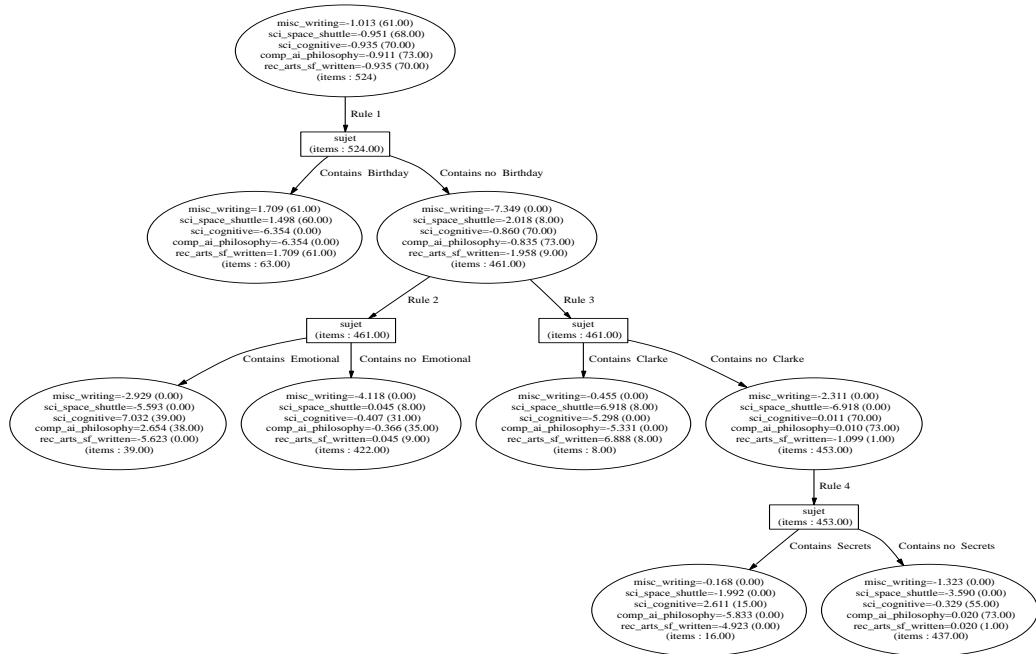 misc_writing=-1.013 (61.00)
sci_space_shuttle=-0.951 (68.00)
sci_cognitive=-0.935 (70.00)
comp_ai_philosophy=-0.911 (73.00)
rec_arts_sf_written=-0.935 (70.00)
(items : 524)
Rule 1
sujet
(items : 524.00)
Contains Birthday
Contains no Birthday
misc_writing=1.709 (61.00)
sci_space_shuttle=1.498 (60.00)
sci_cognitive=-6.354 (0.00)
comp_ai_philosophy=-6.354 (0.00)
rec_arts_sf_written=1.709 (61.00)
(items : 63.00)
misc_writing=-7.349 (0.00)
sci_space_shuttle=-2.018 (8.00)
sci_cognitive=-0.860 (70.00)
comp_ai_philosophy=-0.835 (73.00)
rec_arts_sf_written=-1.958 (9.00)
(items : 461.00)
Rule 2
Rule 3
sujet
(items : 461.00)
sujet
(items : 461.00)
Contains Emotional
Contains no Emotional
Contains Clarke
Contains no Clarke
misc_writing=-2.929 (0.00)
sci_space_shuttle=-5.593 (0.00)
sci_cognitive=7.032 (39.00)
comp_ai_philosophy=2.654 (38.00)
rec_arts_sf_written=-5.623 (0.00)
(items : 39.00)
misc_writing=-4.118 (0.00)
sci_space_shuttle=0.045 (8.00)
sci_cognitive=-0.407 (31.00)
comp_ai_philosophy=-0.366 (35.00)
rec_arts_sf_written=0.045 (9.00)
(items : 422.00)
misc_writing=-0.455 (0.00)
sci_space_shuttle=6.918 (8.00)
sci_cognitive=-5.298 (0.00)
comp_ai_philosophy=-5.331 (0.00)
rec_arts_sf_written=6.888 (8.00)
(items : 8.00)
misc_writing=-2.311 (0.00)
sci_space_shuttle=-6.918 (0.00)
sci_cognitive=0.011 (70.00)
comp_ai_philosophy=0.010 (73.00)
rec_arts_sf_written=-1.099 (1.00)
(items : 453.00)
Rule 4
sujet
(items : 453.00)
Contains Secrets
Contains no Secrets
misc_writing=-0.168 (0.00)
sci_space_shuttle=-1.992 (0.00)
sci_cognitive=2.611 (15.00)
comp_ai_philosophy=-5.833 (0.00)
rec_arts_sf_written=-4.923 (0.00)
(items : 16.00)
misc_writing=-1.323 (0.00)
sci_space_shuttle=-3.590 (0.00)
sci_cognitive=-0.329 (55.00)
comp_ai_philosophy=0.020 (73.00)
rec_arts_sf_written=0.020 (1.00)
(items : 437.00)